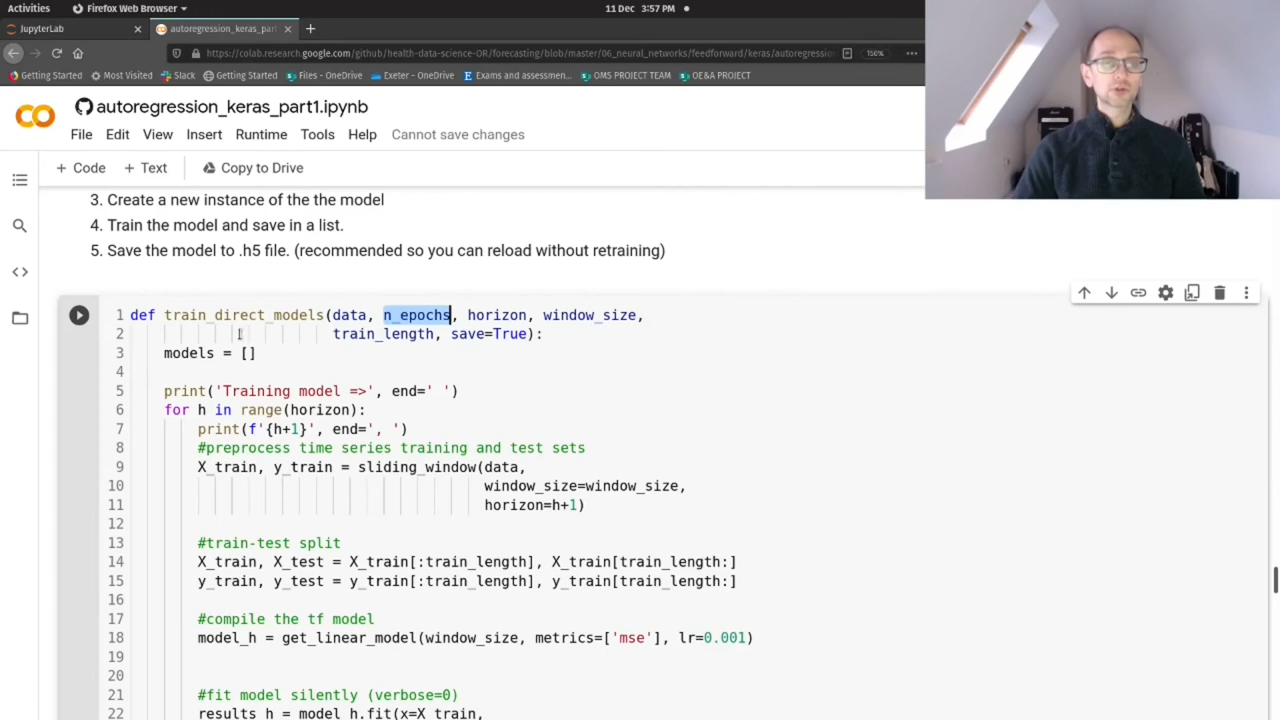 Activities Firefox Web Browser 11 Dec 3:57 PM
JupyterLab × autoregression_keras_part × +
https://colab.research.google.com/github/health-data-science-OR/forecasting/blob/master/06_neural_networks/feedforward/keras/autoregression 150% ...
Getting Started Most Visited Slack Getting Started Files - OneDrive Exeter - OneDrive Exams and assessmen... OMS PROJECT TEAM OE&A PROJECT
autoregression_keras_part1.ipynb
File Edit View Insert Runtime Tools Help Cannot save changes
+ Code + Text Copy to Drive
3. Create a new instance of the the model
4. Train the model and save in a list.
5. Save the model to .h5 file. (recommended so you can reload without retraining)
1 def train_direct_models(data, n_epochs, horizon, window_size,
2 train_length, save=True):
3 models = []
4
5 print('Training model =>', end=' ')
6 for h in range(horizon):
7 print(f'{h+1}', end=', ')
8 #preprocess time series training and test sets
9 X_train, y_train = sliding_window(data,
10 window_size=window_size,
11 horizon=h+1)
12
13 #train-test split
14 X_train, X_test = X_train[:train_length], X_train[train_length:]
15 y_train, y_test = y_train[:train_length], y_train[train_length:]
16
17 #compile the tf model
18 model_h = get_linear_model(window_size, metrics=['mse'], lr=0.001)
19
20
21 #fit model silently (verbose=0)
22 results_h = model_h.fit(x=X_train,